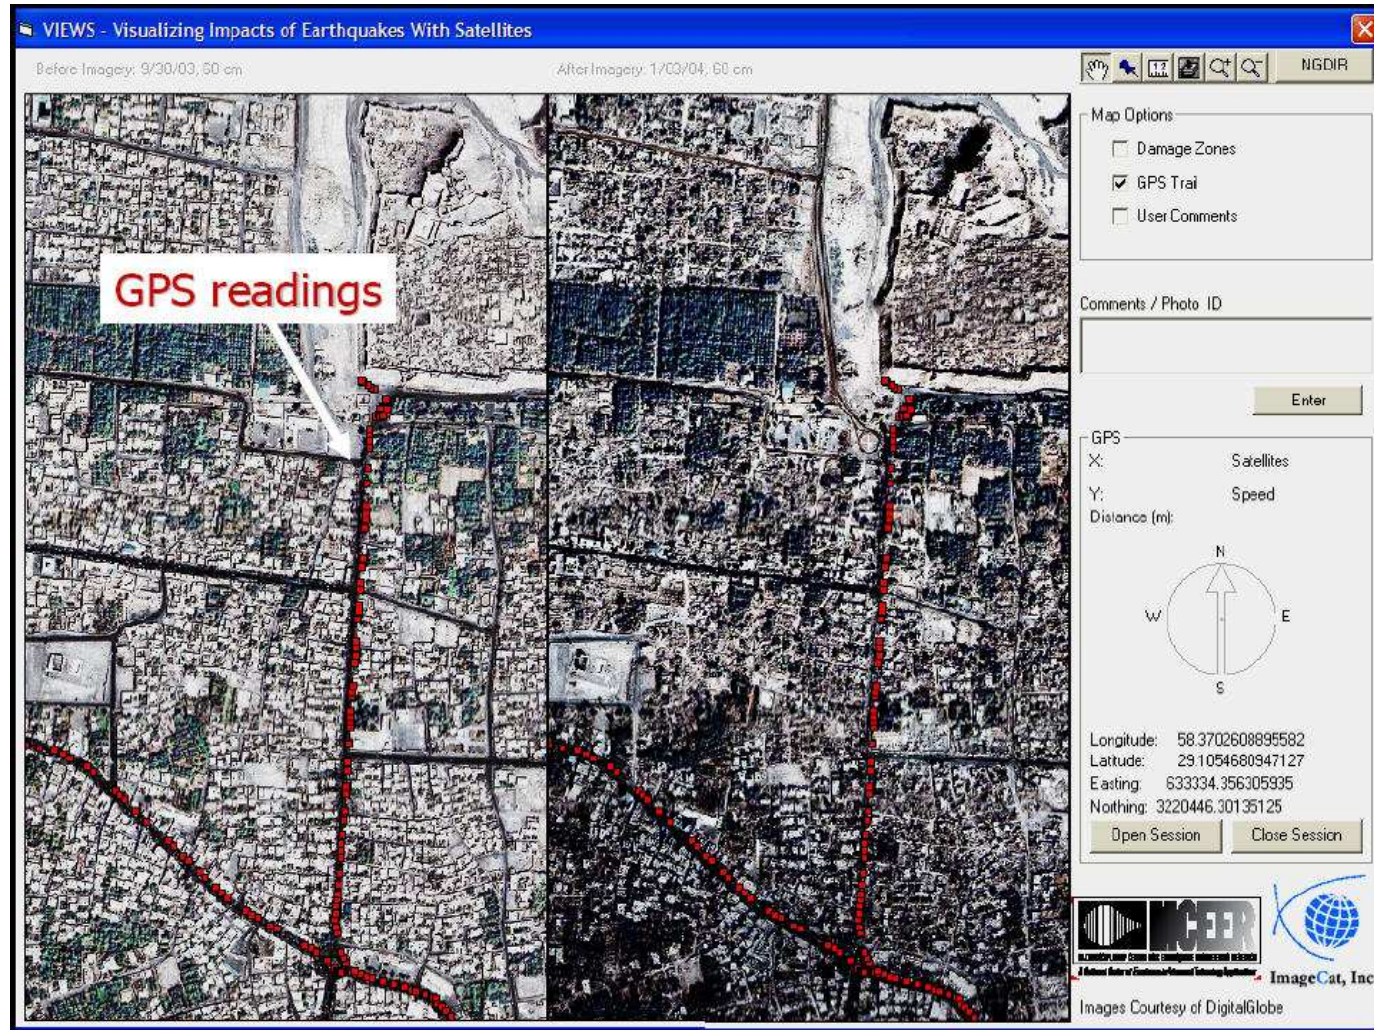 VIEWS - Visualizing Impacts of Earthquakes With Satellites
Before Imagery: 9/30/03, 60 cm
After Imagery: 1/03/04, 60 cm
NGDIR
Map Options
Damage Zones
GPS Trail
User Comments
GPS readings
Comments / Photo ID
Enter
GPS
X:
Satellites
Y:
Speed
Distance (m):
N
W
E
S
Longitude: 58.3702608895582
Latitude: 29.1054680947127
Easting: 633334.356305935
Northing: 3220446.30135125
Open Session
Close Session
MCEER
ImageCat, Inc
Images Courtesy of DigitalGlobe